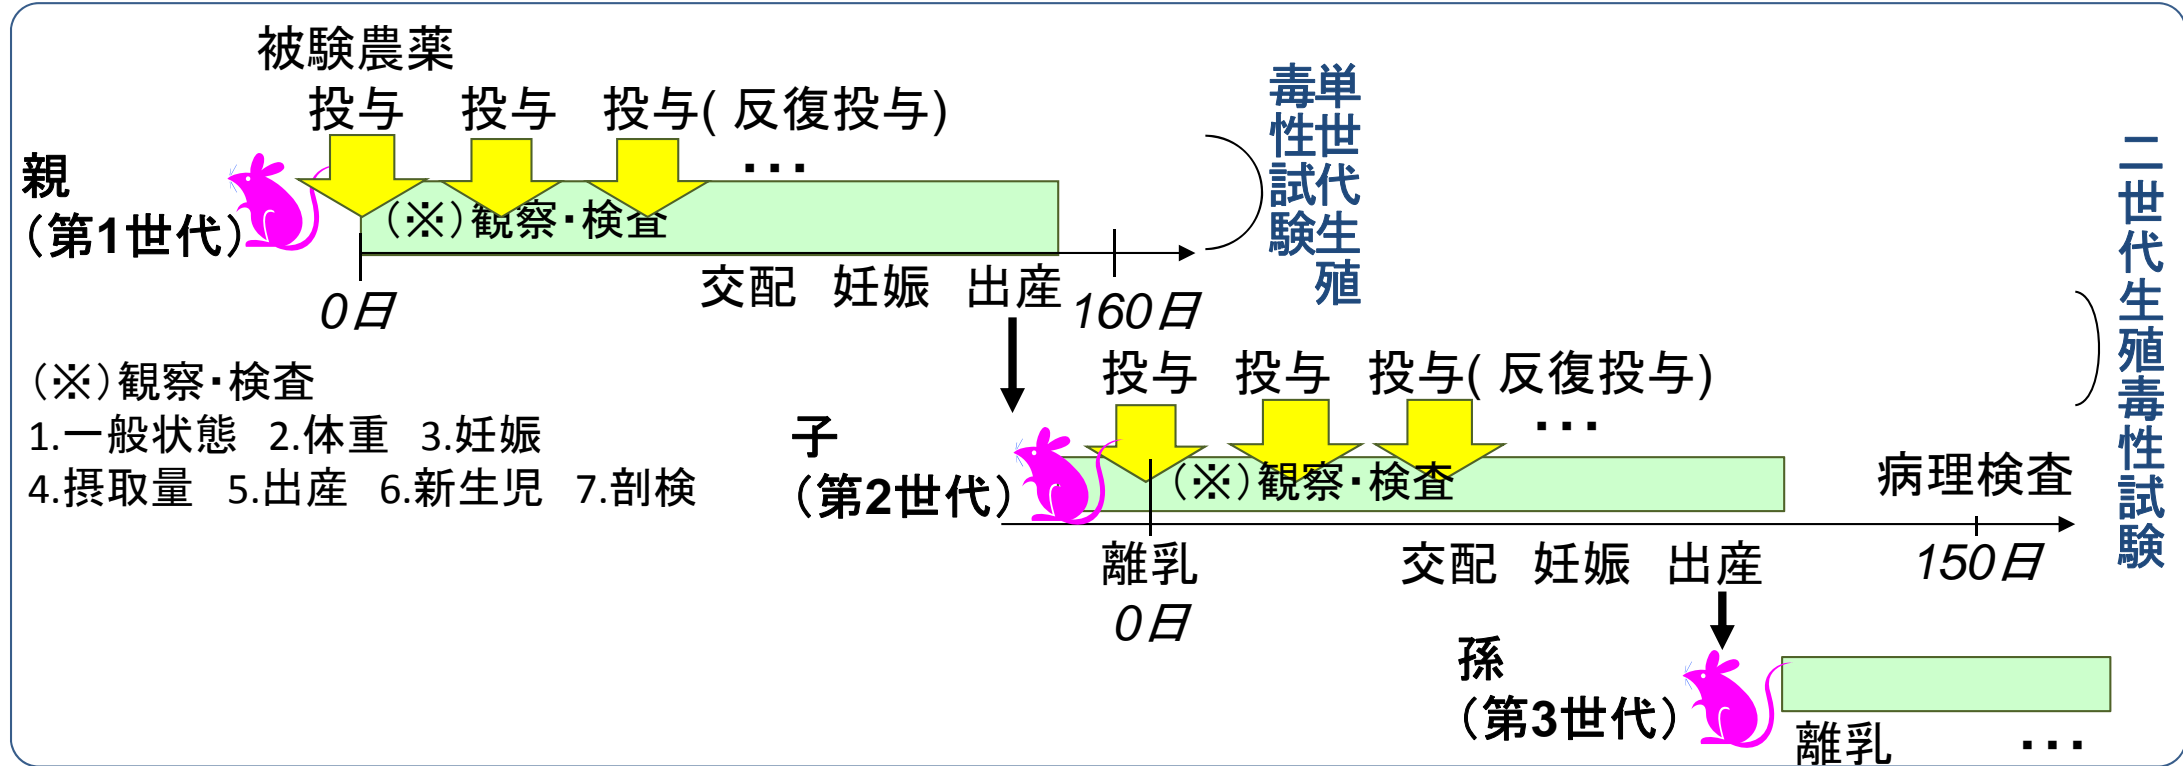 被験農薬
投与 投与 投与( 反復投与)
・・・
親
（第1世代）
（※）観察・検査
交配 妊娠 出産
0日 160日
単世代生殖
毒性試験
二世代生殖毒性試験
（※）観察・検査
1.一般状態 2.体重 3.妊娠
4.摂取量 5.出産 6.新生児 7.剖検
投与 投与 投与( 反復投与)
・・・
子
（第2世代）
（※）観察・検査
病理検査
離乳 交配 妊娠 出産 150日
0日
孫
（第3世代）
離乳 ・・・